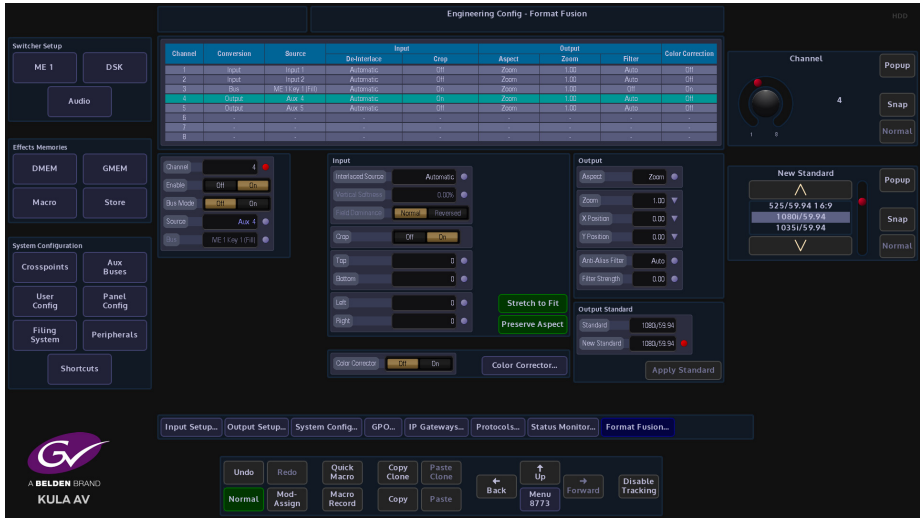 Engineering Config - Format Fusion
HDD
Switcher Setup
ME 1
DSK
Audio
Effects Memories
DMEM
GMEM
Macro
Store
System Configuration
Crosspoints
Aux
Buses
User
Config
Panel
Config
Filing
System
Peripherals
Shortcuts
Channel Conversion Source Input Output Color Correction
De-Interlace Crop Aspect Zoom Filter
1 Input Input 1 Automatic Off Zoom 1.00 Auto Off
2 Input Input 2 Automatic Off Zoom 1.00 Auto Off
3 Bus ME 1 Key 1 (Fill) Automatic On Zoom 1.00 Off On
4 Output Aux 4 Automatic On Zoom 1.00 Auto Off
5 Output Aux 5 Automatic Off Zoom 1.00 Auto Off
6 - - - - - - - -
7 - - - - - - - -
8 - - - - - - - -
Channel 4
Enable Off On
Bus Mode Off On
Source Aux 4
Bus ME 1 Key 1 (Fill)
Input
Interlaced Source Automatic
Vertical Softness 0.00%
Field Dominance Normal Reversed
Crop Off On
Top 0
Bottom 0
Left 0
Right 0
Stretch to Fit
Preserve Aspect
Color Corrector Off On
Color Corrector...
Output
Aspect Zoom
Zoom 1.00
X Position 0.00
Y Position 0.00
Anti-Alias Filter Auto
Filter Strength 0.00
Output Standard
Standard 1080i/59.94
New Standard 1080i/59.94
Apply Standard
Channel
4
1 8
Popup
Snap
Normal
New Standard
525/59.94 16:9
1080i/59.94
1035i/59.94
Popup
Snap
Normal
Input Setup... Output Setup... System Config... GPO... IP Gateways... Protocols... Status Monitor... Format Fusion...
GV
A BELDEN BRAND
KULA AV
Undo
Redo
Quick
Macro
Copy
Clone
Paste
Clone
Normal
Mod-
Assign
Macro
Record
Copy
Paste
Back
Up
Menu
8773
Forward
Disable
Tracking